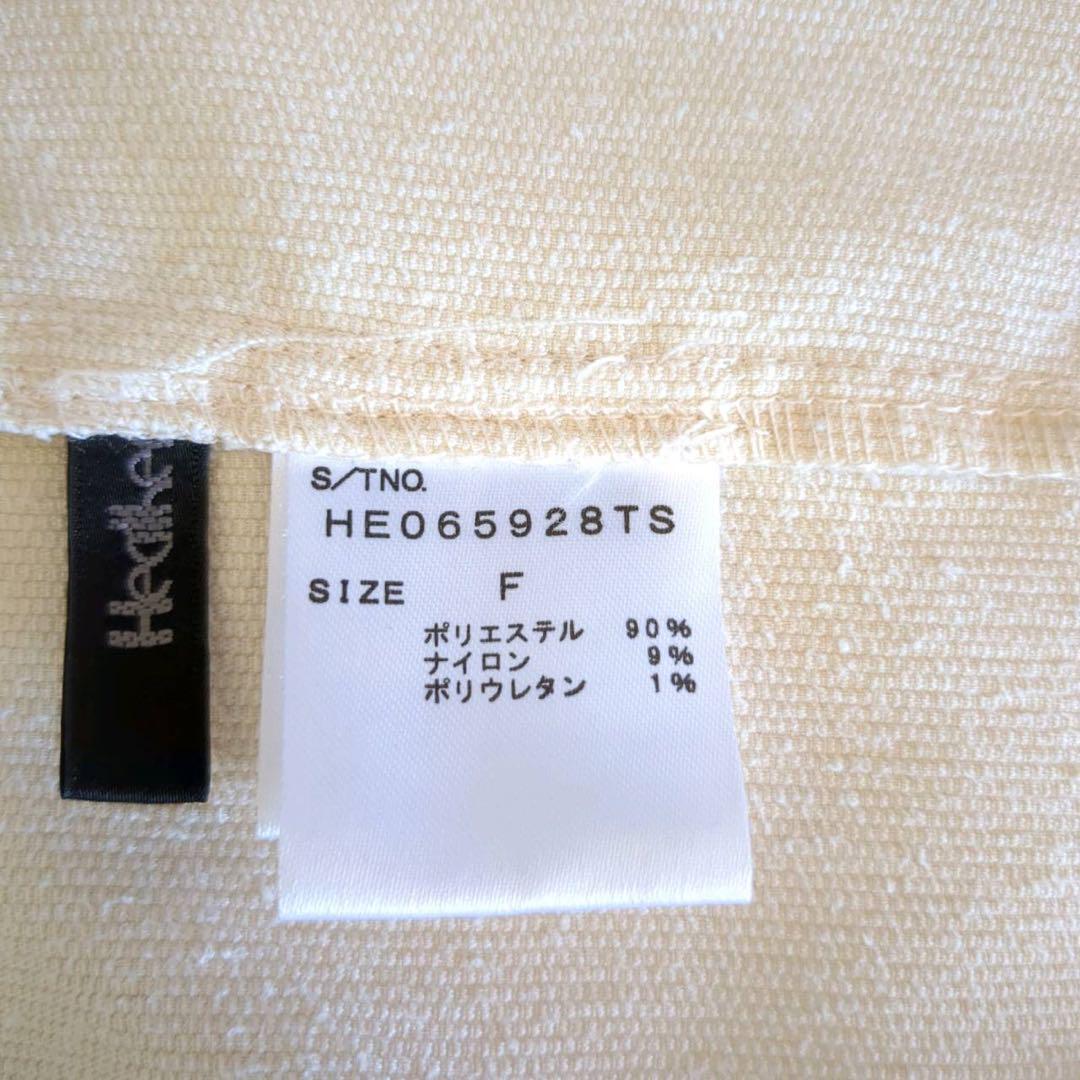 S/TNO.
HE065928TS
SIZE F
ポリエステル 90%
ナイロン 9%
ポリウレタン 1%